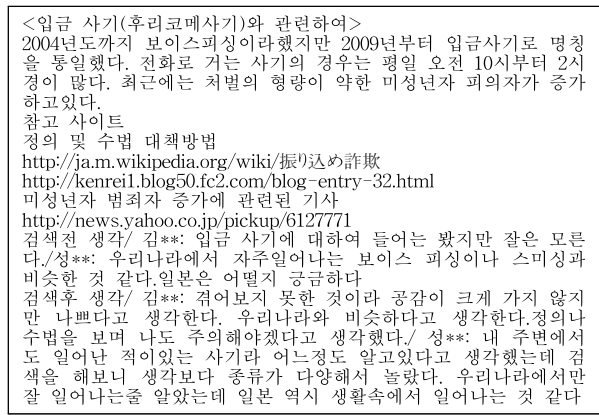 <입금 사기(후리코메사기)와 관련하여>
2004년도까지 보이스피싱이라했지만 2009년부터 입금사기로 명칭
을 통일했다. 전화로 거는 사기의 경우는 평일 오전 10시부터 2시
경이 많다. 최근에는 처벌의 형량이 약한 미성년자 피의자가 증가
하고있다.
참고 사이트
정의 및 수법 대책방법
http://ja.m.wikipedia.org/wiki/振り込め詐欺
http://kenrei1.blog50.fc2.com/blog-entry-32.html
미성년자 범죄자 증가에 관련된 기사
http://news.yahoo.co.jp/pickup/6127771
검색전 생각/ 김**: 입금 사기에 대하여 들어는 봤지만 잘은 모른
다./성**: 우리나라에서 자주일어나는 보이스 피싱이나 스미싱과
비슷한 것 같다.일본은 어떨지 긍금하다
검색후 생각/ 김**: 겪어보지 못한 것이라 공감이 크게 가지 않지
만 나쁘다고 생각한다. 우리나라와 비슷하다고 생각한다.정의나
수법을 보며 나도 주의해야겠다고 생각했다./ 성**: 내 주변에서
도 일어난 적이있는 사기라 어느정도 알고있다고 생각했는데 검
색을 해보니 생각보다 종류가 다양해서 놀랐다. 우리나라에서만
잘 일어나는줄 알았는데 일본 역시 생활속에서 일어나는 것 같다